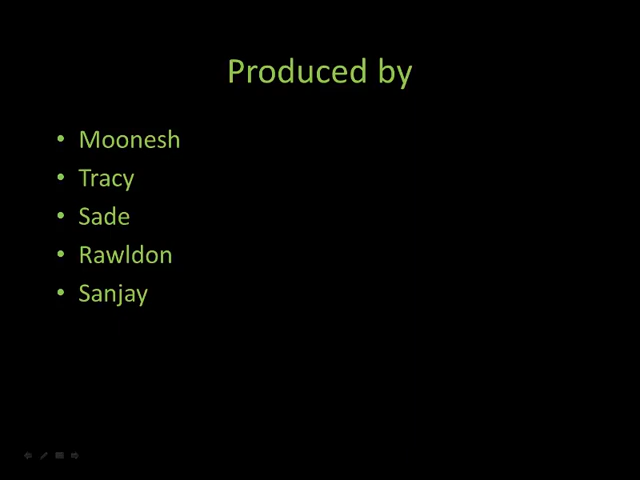 Produced by
• Moonesh
• Tracy
• Sade
• Rawldon
• Sanjay